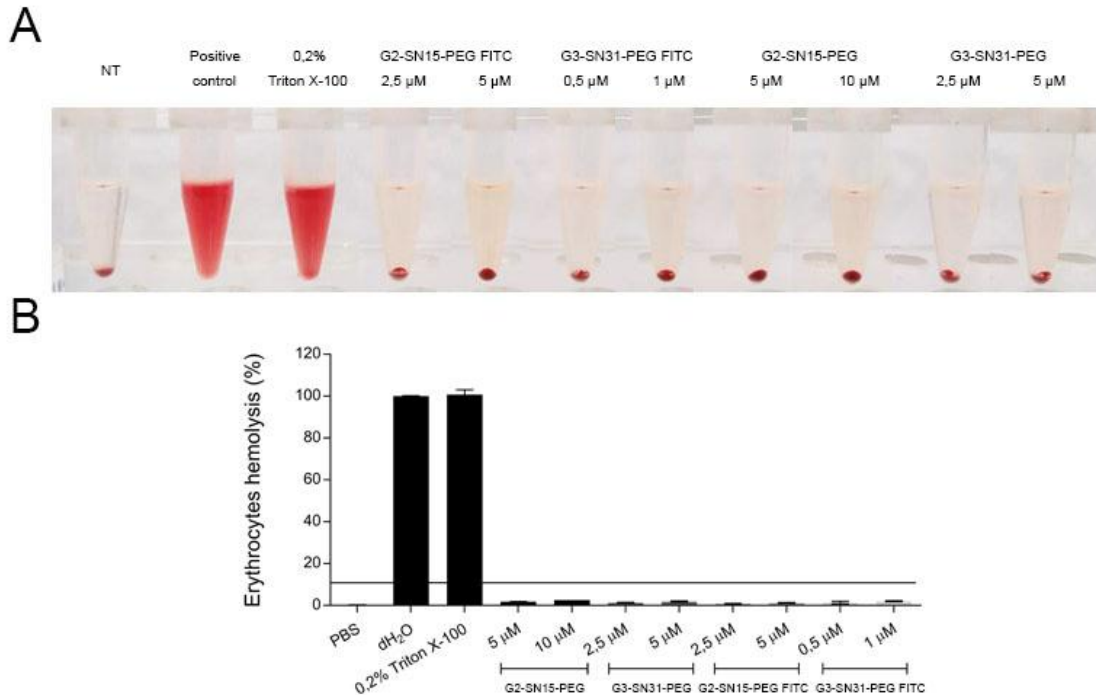 A
NT
Positive control
0,2% Triton X-100
G2-SN15-PEG FITC
2,5 µM 5 µM
G3-SN31-PEG FITC
0,5 µM 1 µM
G2-SN15-PEG
5 µM 10 µM
G3-SN31-PEG
2,5 µM 5 µM
B
Erythrocytes hemolysis (%)
120
100
80
60
40
20
0
PBS
dH₂O
0,2% Triton X-100
5 µM
10 µM
2,5 µM
5 µM
2,5 µM
5 µM
0,5 µM
1 µM
G2-SN15-PEG
G3-SN31-PEG
G2-SN15-PEG FITC
G3-SN31-PEG FITC